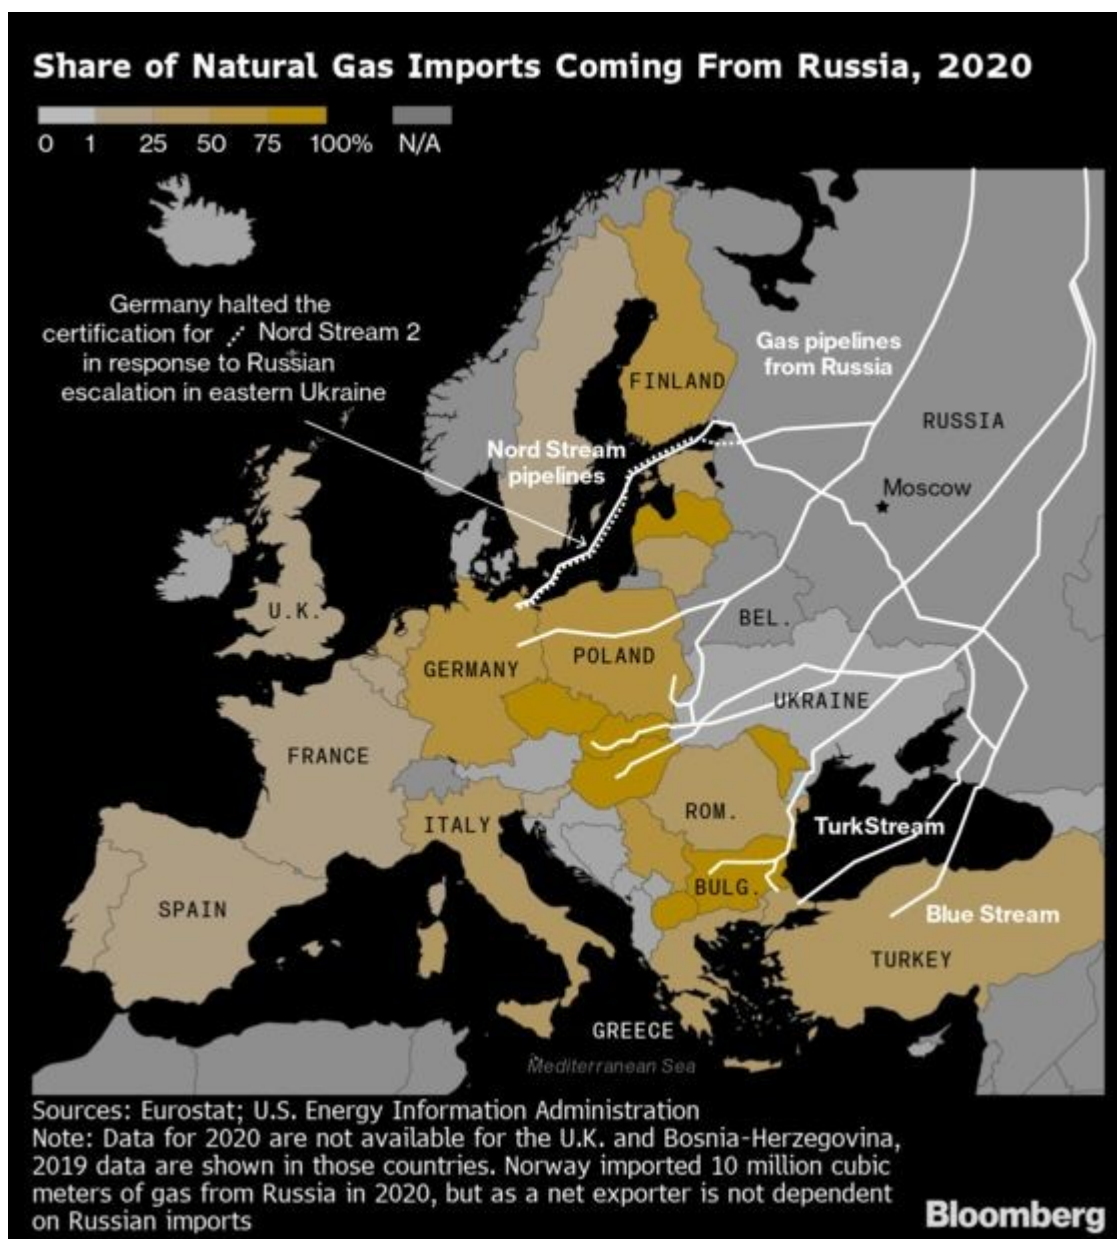 Share of Natural Gas Imports Coming From Russia, 2020
0 1 25 50 75 100% N/A
Germany halted the
certification for Nord Stream 2
in response to Russian
escalation in eastern Ukraine
Gas pipelines
from Russia
FINLAND
RUSSIA
Nord Stream
pipelines
Moscow
U.K.
BEL.
GERMANY
POLAND
UKRAINE
FRANCE
ITALY
ROM.
TurkStream
BULG.
SPAIN
Blue Stream
TURKEY
GREECE
Mediterranean Sea
Sources: Eurostat; U.S. Energy Information Administration
Note: Data for 2020 are not available for the U.K. and Bosnia-Herzegovina,
2019 data are shown in those countries. Norway imported 10 million cubic
meters of gas from Russia in 2020, but as a net exporter is not dependent
on Russian imports
Bloomberg